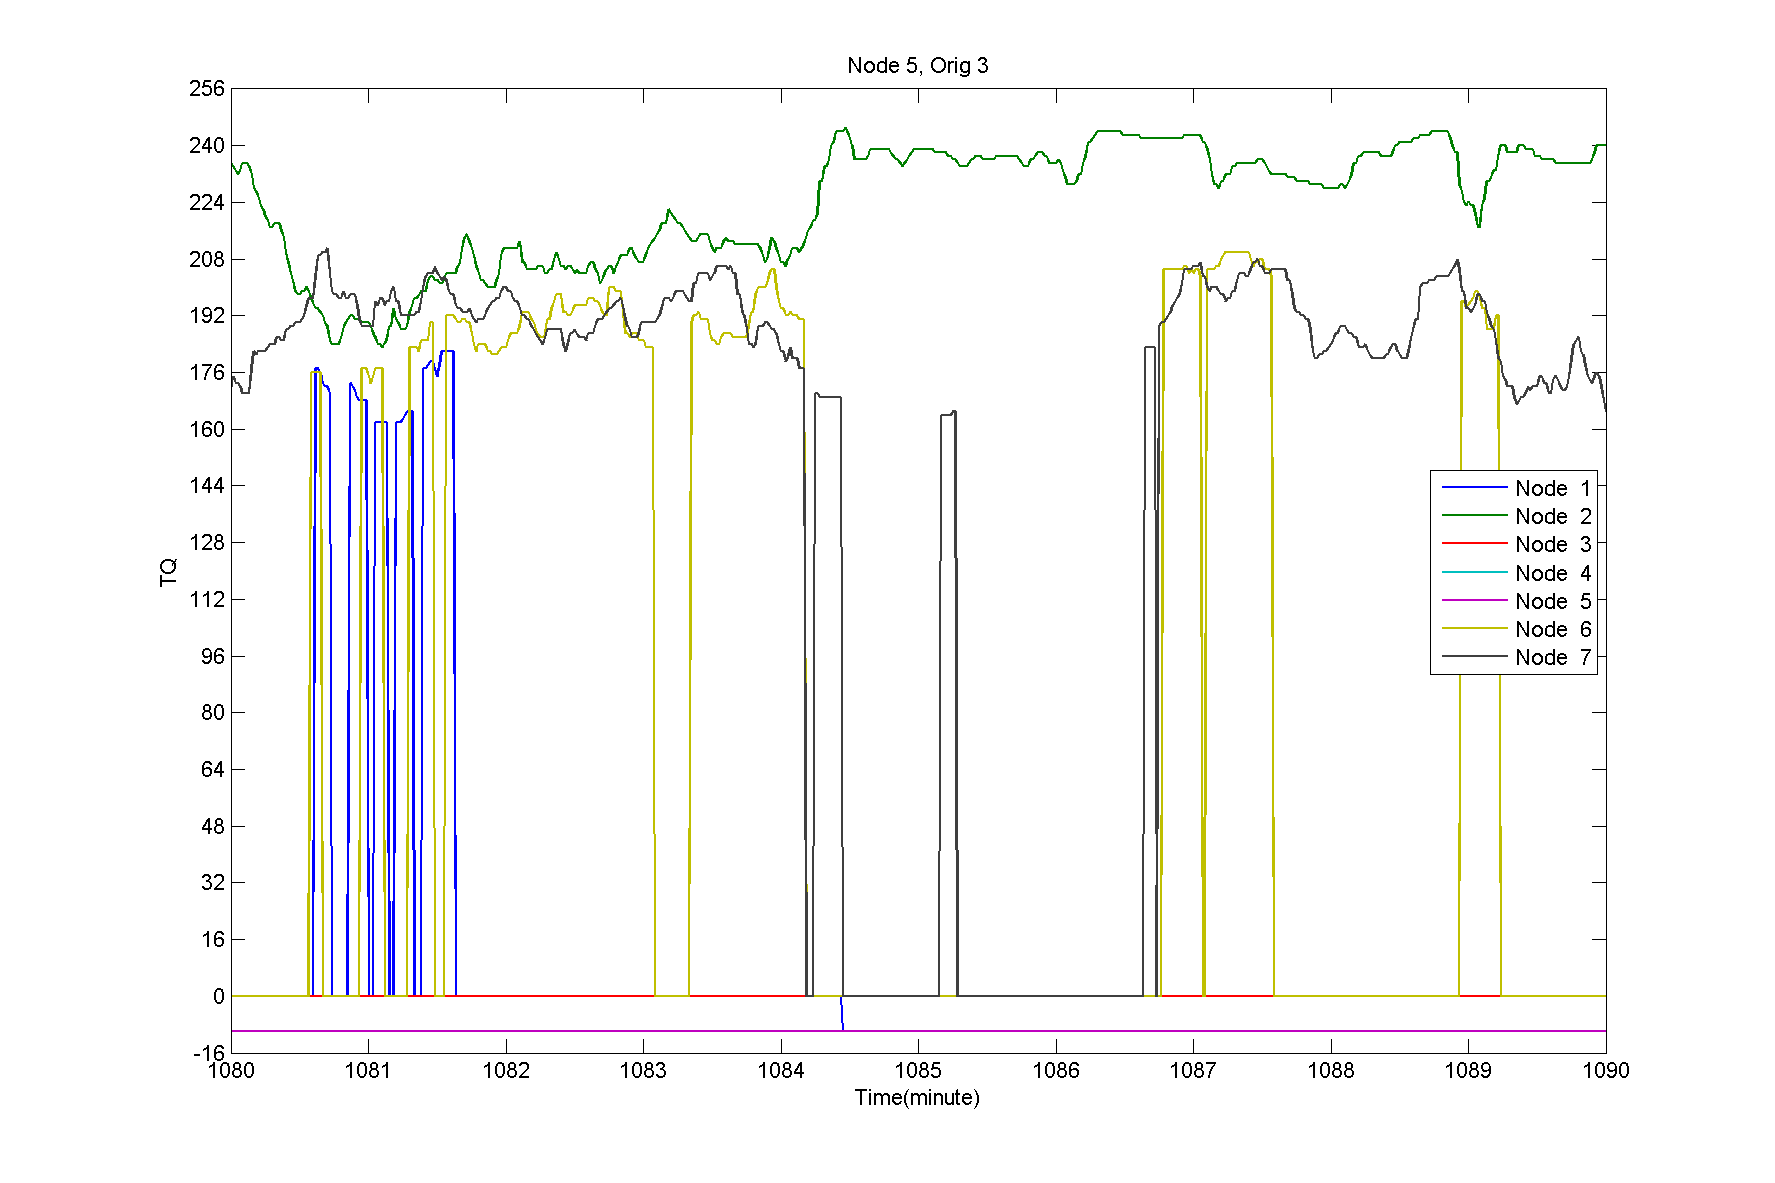 Node 5, Orig 3
256
240
224
208
192
176
160
144
128
112
96
80
64
48
32
16
0
-16
TQ
1080 1081 1082 1083 1084 1085 1086 1087 1088 1089 1090
Time(minute)
Node 1
Node 2
Node 3
Node 4
Node 5
Node 6
Node 7